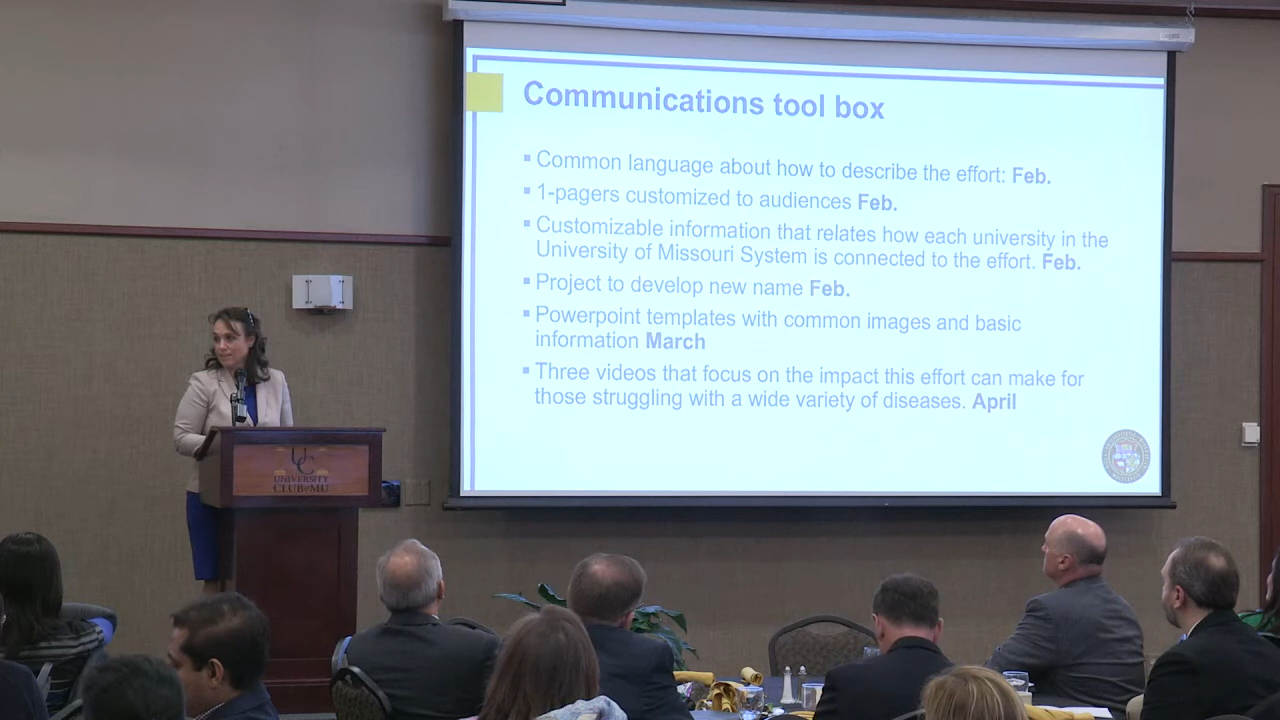 Communications tool box
▪ Common language about how to describe the effort: Feb.
▪ 1-pagers customized to audiences Feb.
▪ Customizable information that relates how each university in the
University of Missouri System is connected to the effort. Feb.
▪ Project to develop new name Feb.
▪ Powerpoint templates with common images and basic
information March
▪ Three videos that focus on the impact this effort can make for
those struggling with a wide variety of diseases. April
UC
UNIVERSITY
CLUB of MU